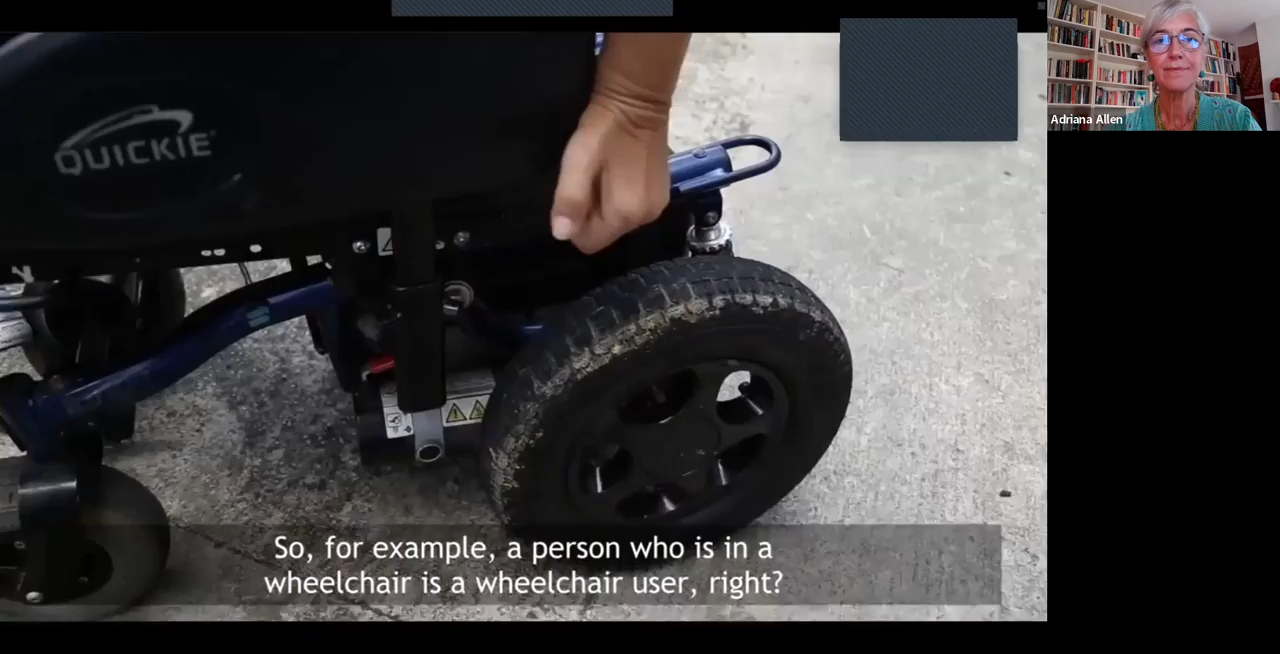 Adriana Allen
QUICKIE
So, for example, a person who is in a
wheelchair is a wheelchair user, right?